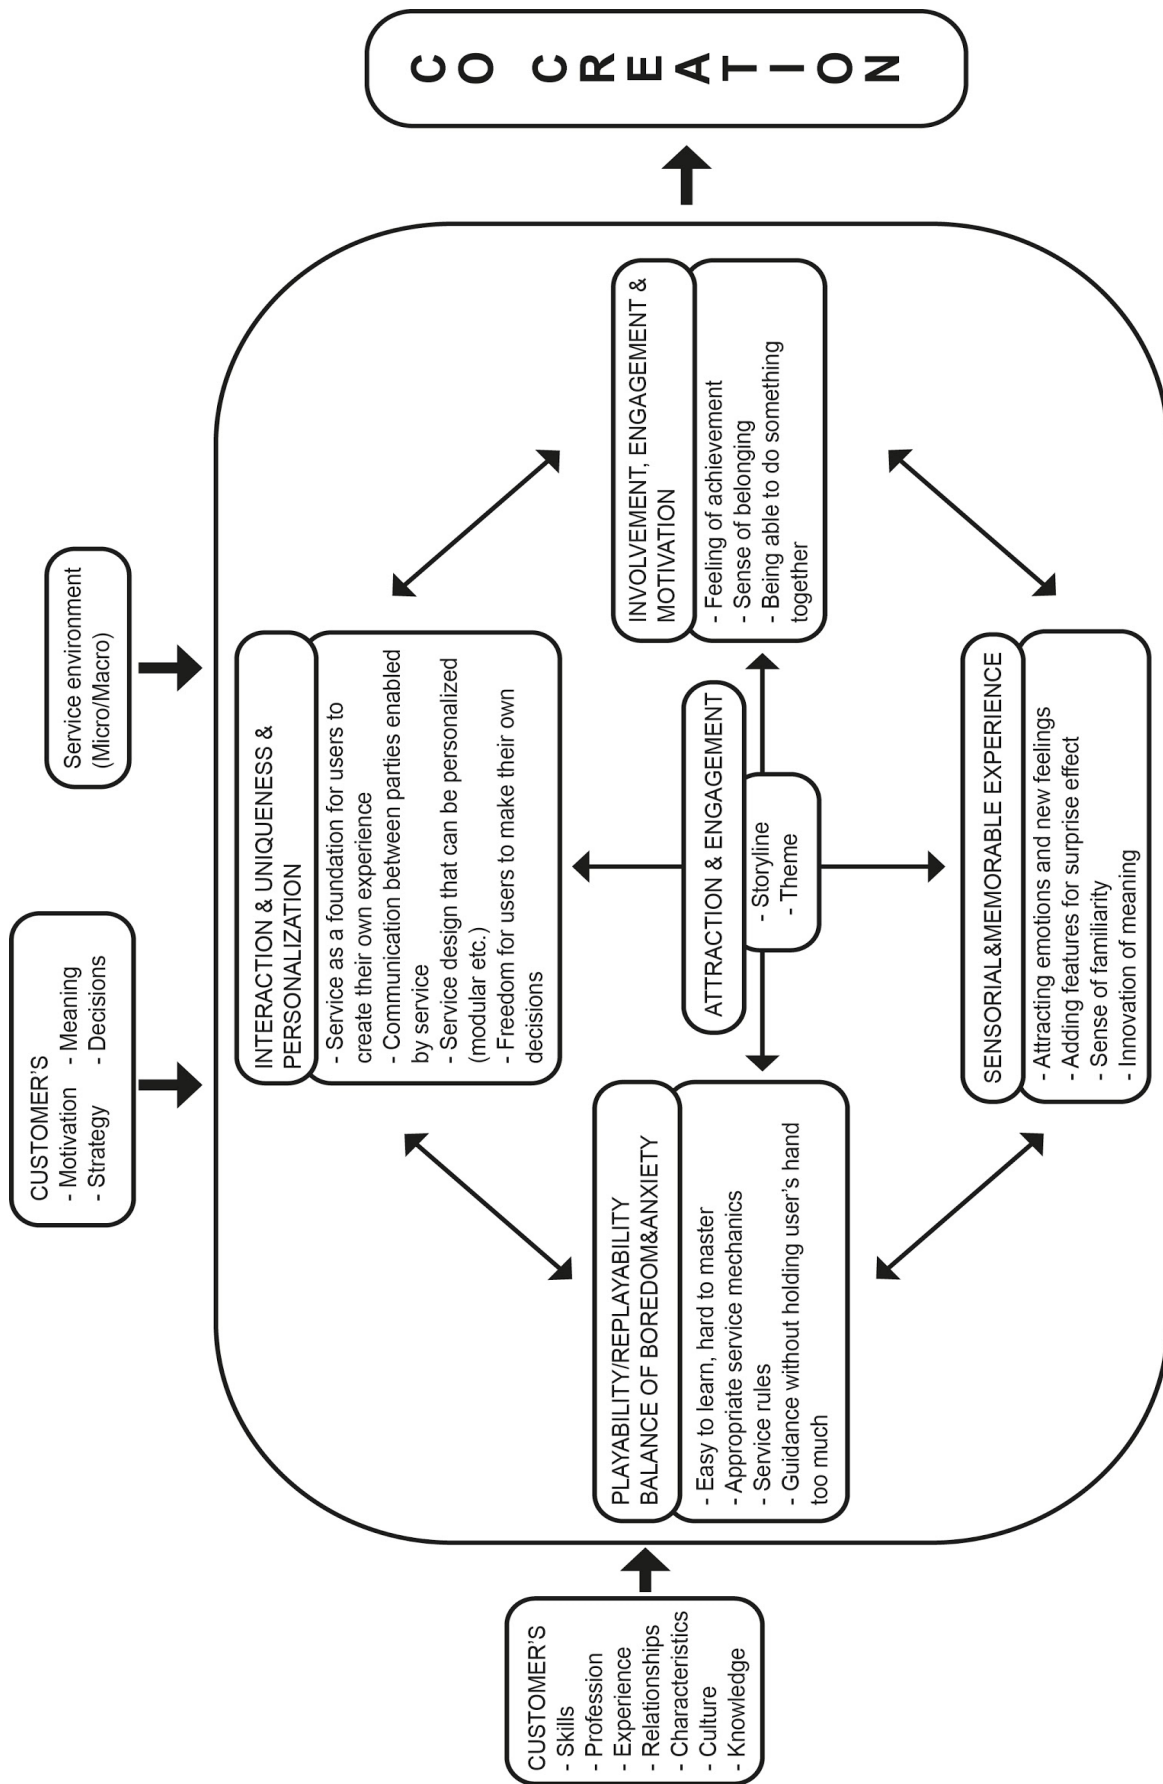 CUSTOMER'S
- Motivation - Meaning
- Strategy - Decisions
Service environment
(Micro/Macro)
CUSTOMER'S
- Skills
- Profession
- Experience
- Relationships
- Characteristics
- Culture
- Knowledge
INTERACTION & UNIQUENESS &
PERSONALIZATION
- Service as a foundation for users to
create their own experience
- Communication between parties enabled
by service
- Service design that can be personalized
(modular etc.)
- Freedom for users to make their own
decisions
PLAYABILITY/REPLAYABILITY
BALANCE OF BOREDOM&ANXIETY
- Easy to learn, hard to master
- Appropriate service mechanics
- Service rules
- Guidance without holding user's hand
too much
ATTRACTION & ENGAGEMENT
- Storyline
- Theme
INVOLVEMENT, ENGAGEMENT &
MOTIVATION
- Feeling of achievement
- Sense of belonging
- Being able to do something
together
SENSORIAL&MEMORABLE EXPERIENCE
- Attracting emotions and new feelings
- Adding features for surprise effect
- Sense of familiarity
- Innovation of meaning
CO CREATION